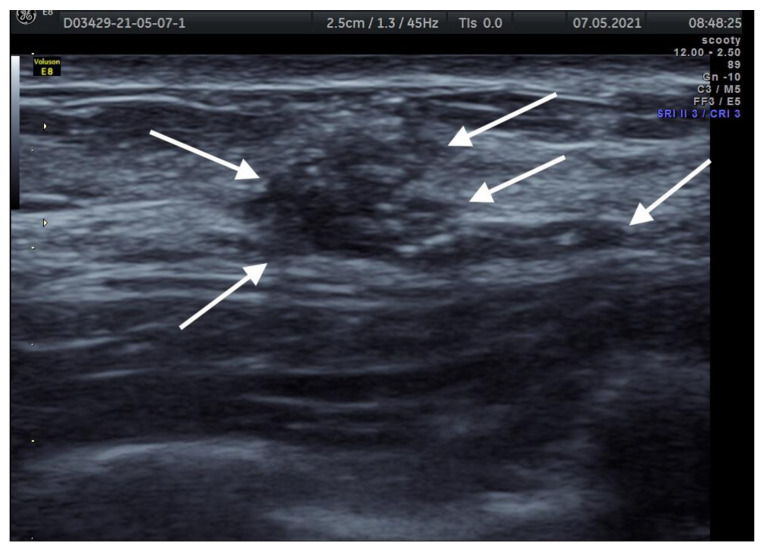 E8 D03429-21-05-07-1 2.5cm / 1.3 / 45Hz TIs 0.0 07.05.2021 08:48:25
scooty
12.00 - 2.50
89
Gn -10
C3 / M5
FF3 / E5
SRI II 3 / CRI 3
Voluson
E8